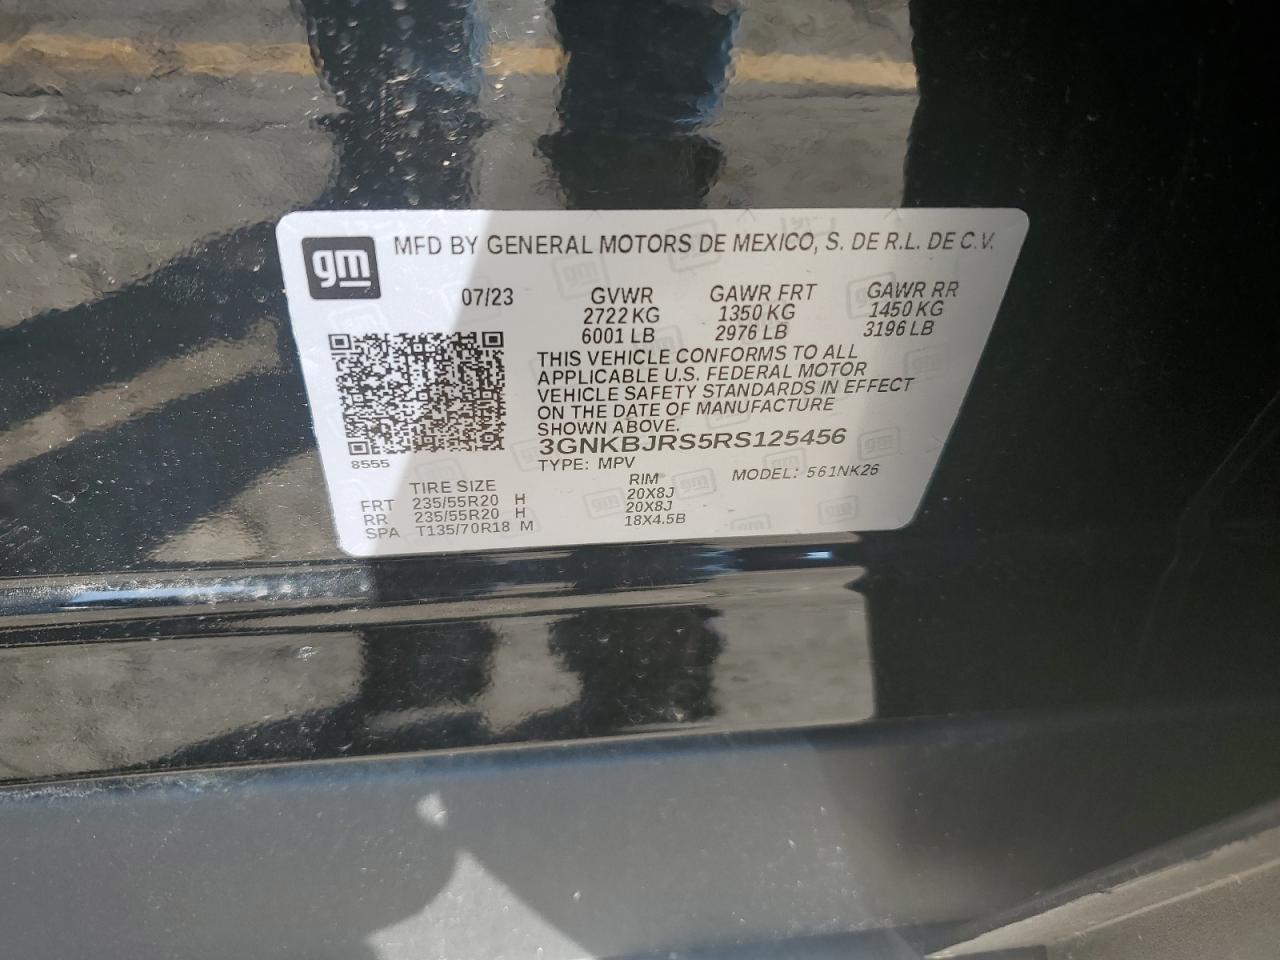 gm
MFD BY GENERAL MOTORS DE MEXICO, S. DE R.L. DE C.V.
07/23 GVWR GAWR FRT GAWR RR
2722 KG 1350 KG 1450 KG
6001 LB 2976 LB 3196 LB
THIS VEHICLE CONFORMS TO ALL
APPLICABLE U.S. FEDERAL MOTOR
VEHICLE SAFETY STANDARDS IN EFFECT
ON THE DATE OF MANUFACTURE
SHOWN ABOVE.
3GNKBJRS5RS125456
8555
TYPE: MPV MODEL: 561NK26
TIRE SIZE RIM
FRT 235/55R20 H 20X8J
RR 235/55R20 H 20X8J
SPA T135/70R18 M 18X4.5B